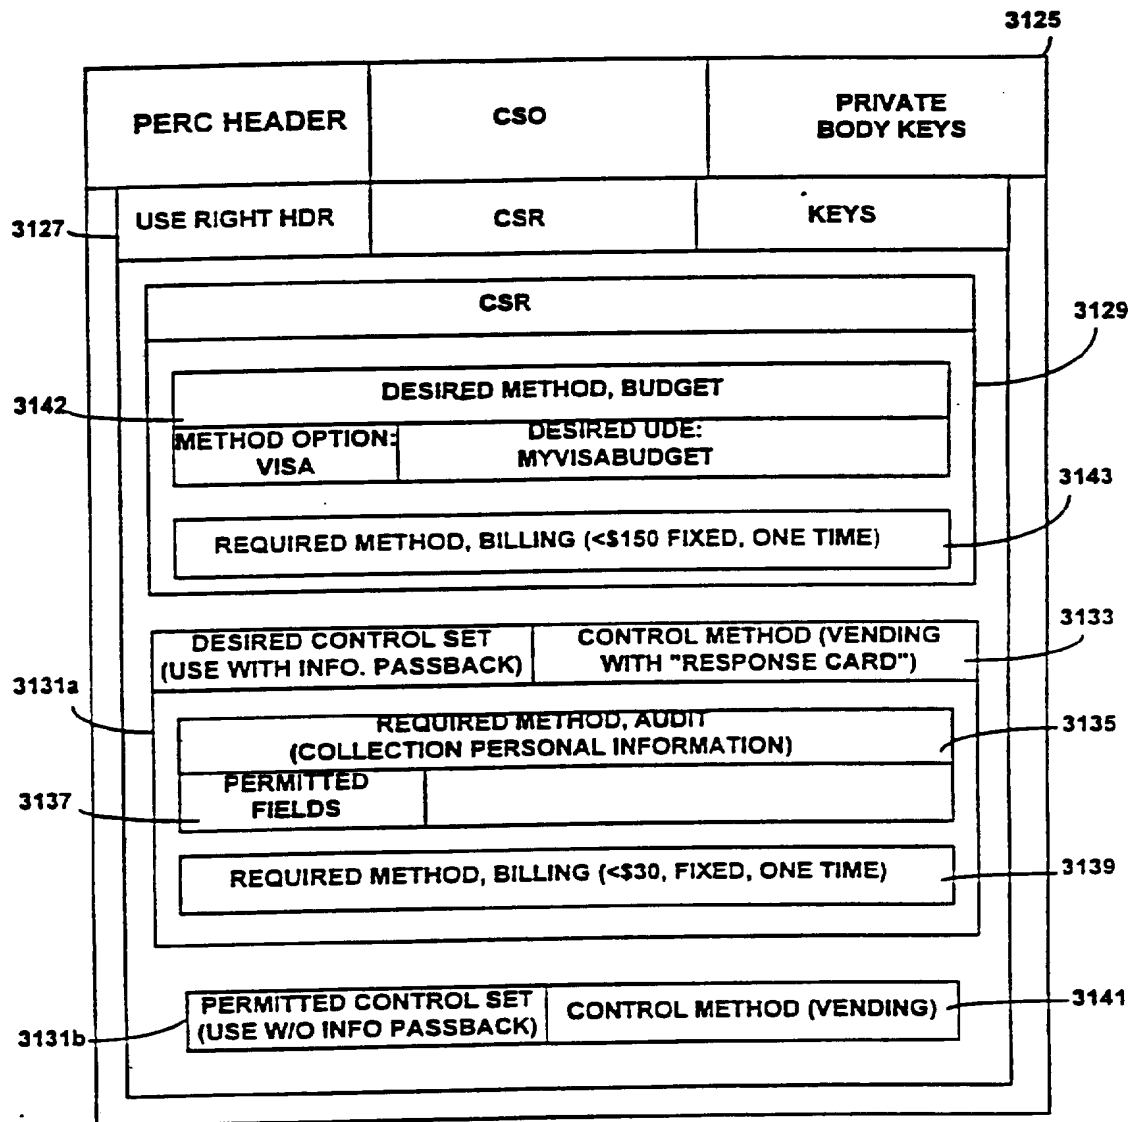 3125
PERC HEADER
CSO
PRIVATE
BODY KEYS
3127
USE RIGHT HDR
CSR
KEYS
CSR
3129
DESIRED METHOD, BUDGET
3142
METHOD OPTION:
VISA
DESIRED UDE:
MYVISABUDGET
3143
REQUIRED METHOD, BILLING (<$150 FIXED, ONE TIME)
DESIRED CONTROL SET
(USE WITH INFO. PASSBACK)
CONTROL METHOD (VENDING
WITH "RESPONSE CARD")
3133
3131a
REQUIRED METHOD, AUDIT
(COLLECTION PERSONAL INFORMATION)
3135
3137
PERMITTED
FIELDS
REQUIRED METHOD, BILLING (<$30, FIXED, ONE TIME)
3139
PERMITTED CONTROL SET
(USE W/O INFO PASSBACK)
CONTROL METHOD (VENDING)
3141
3131b